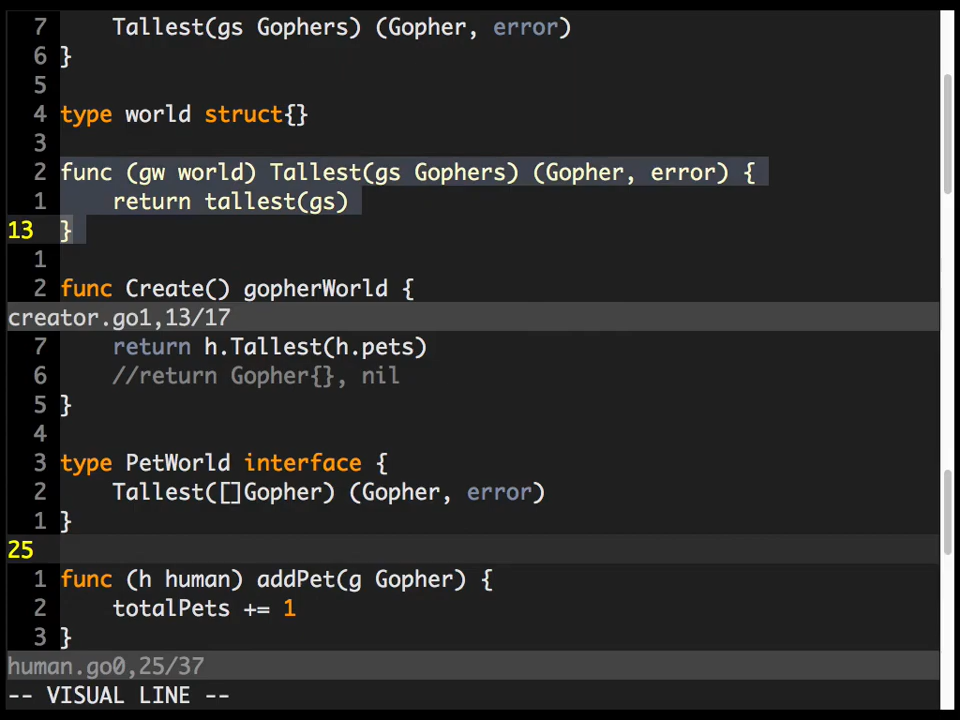 7    Tallest(gs Gophers) (Gopher, error)
6 }
5
4 type world struct{}
3
2 func (gw world) Tallest(gs Gophers) (Gopher, error) {
1    return tallest(gs)
13 }
1
2 func Create() gopherWorld {
creator.go1,13/17
7    return h.Tallest(h.pets)
6    //return Gopher{}, nil
5 }
4
3 type PetWorld interface {
2    Tallest([]Gopher) (Gopher, error)
1 }
25
1 func (h human) addPet(g Gopher) {
2    totalPets += 1
3 }
human.go0,25/37
-- VISUAL LINE --